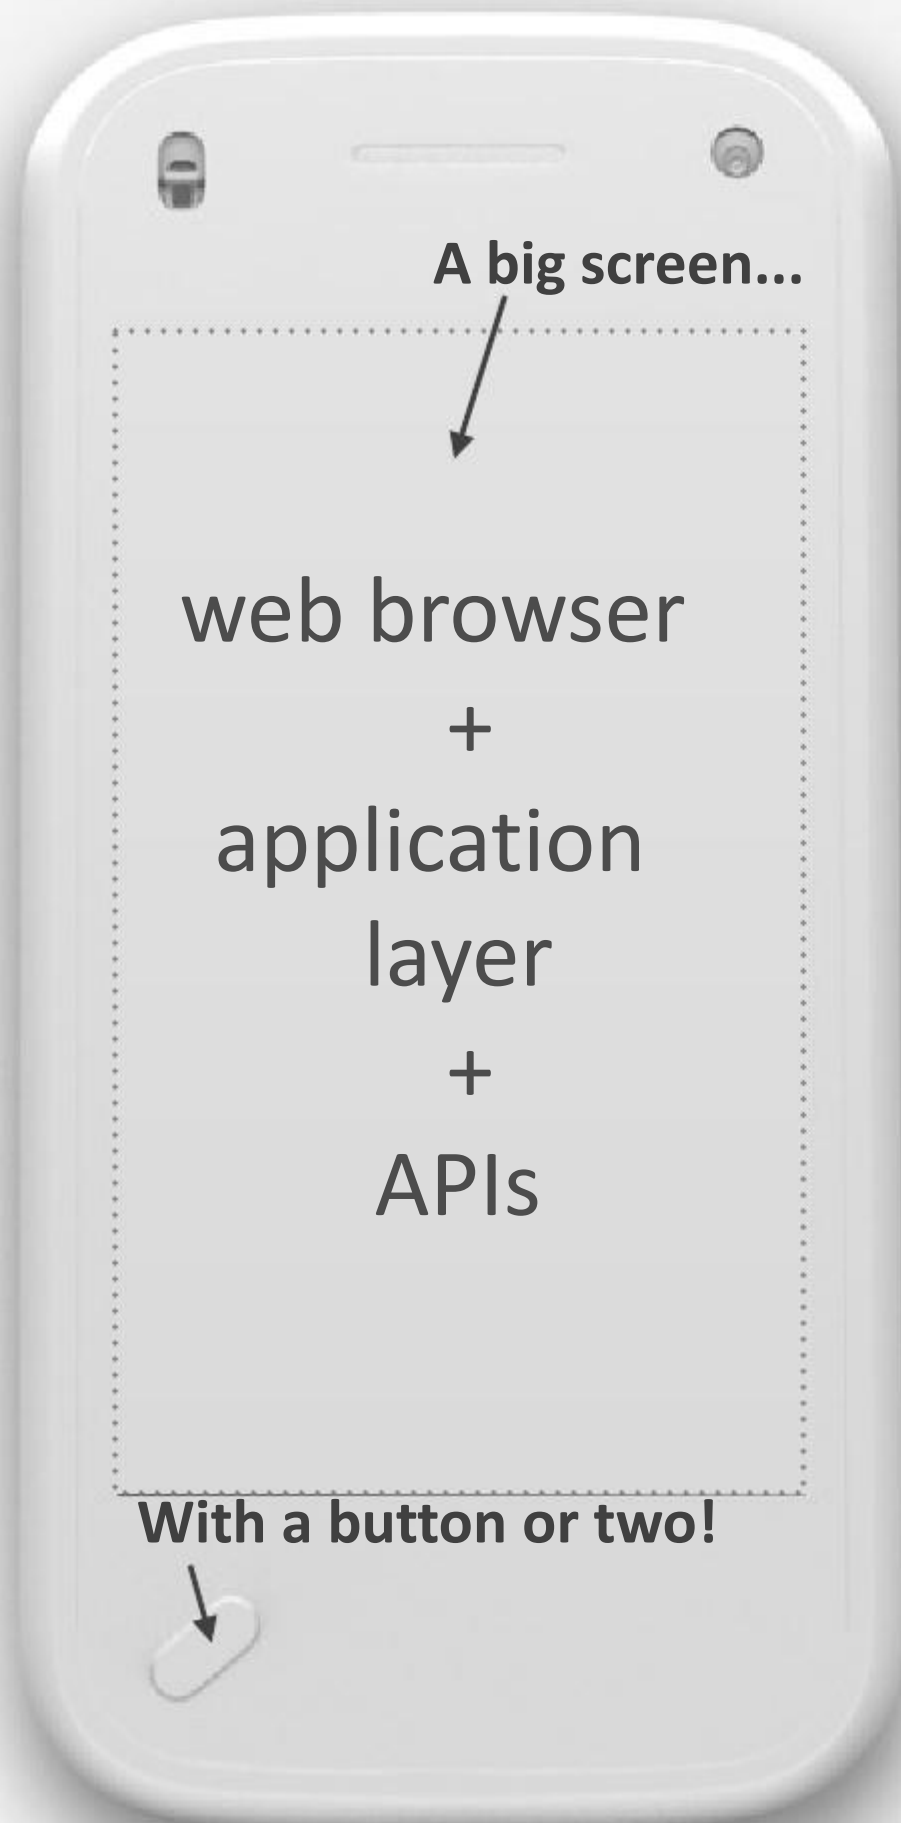 A big screen...
web browser
+
application
layer
+
APIs
With a button or two!